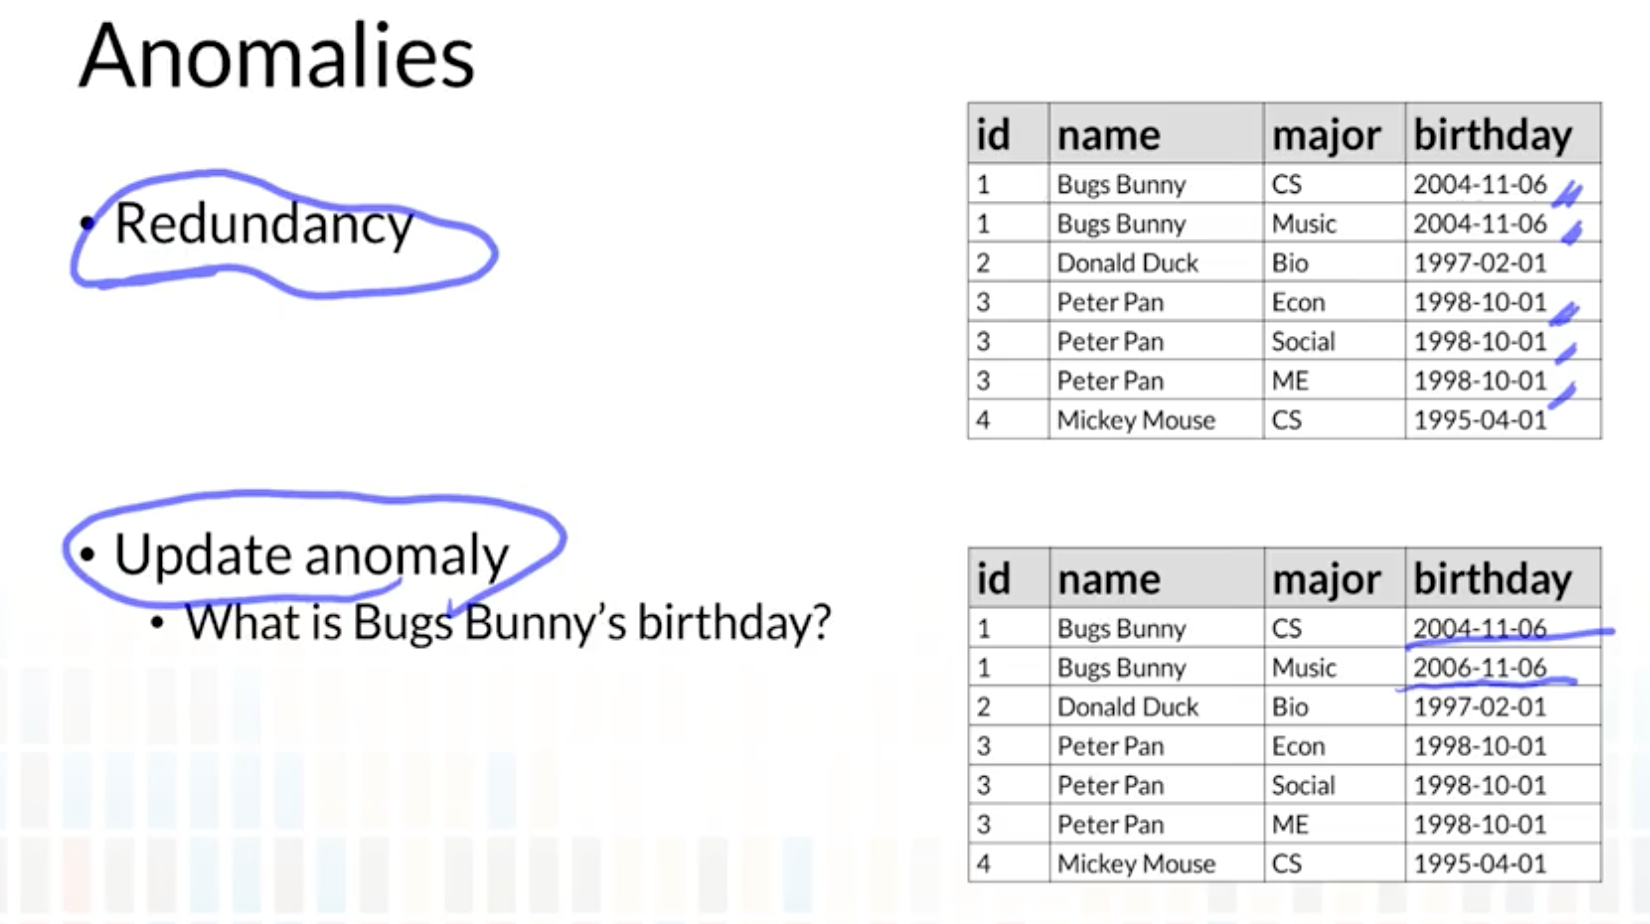 Anomalies
• Redundancy
id name major birthday
1 Bugs Bunny CS 2004-11-06
1 Bugs Bunny Music 2004-11-06
2 Donald Duck Bio 1997-02-01
3 Peter Pan Econ 1998-10-01
3 Peter Pan Social 1998-10-01
3 Peter Pan ME 1998-10-01
4 Mickey Mouse CS 1995-04-01
• Update anomaly
• What is Bugs Bunny’s birthday?
id name major birthday
1 Bugs Bunny CS 2004-11-06
1 Bugs Bunny Music 2006-11-06
2 Donald Duck Bio 1997-02-01
3 Peter Pan Econ 1998-10-01
3 Peter Pan Social 1998-10-01
3 Peter Pan ME 1998-10-01
4 Mickey Mouse CS 1995-04-01